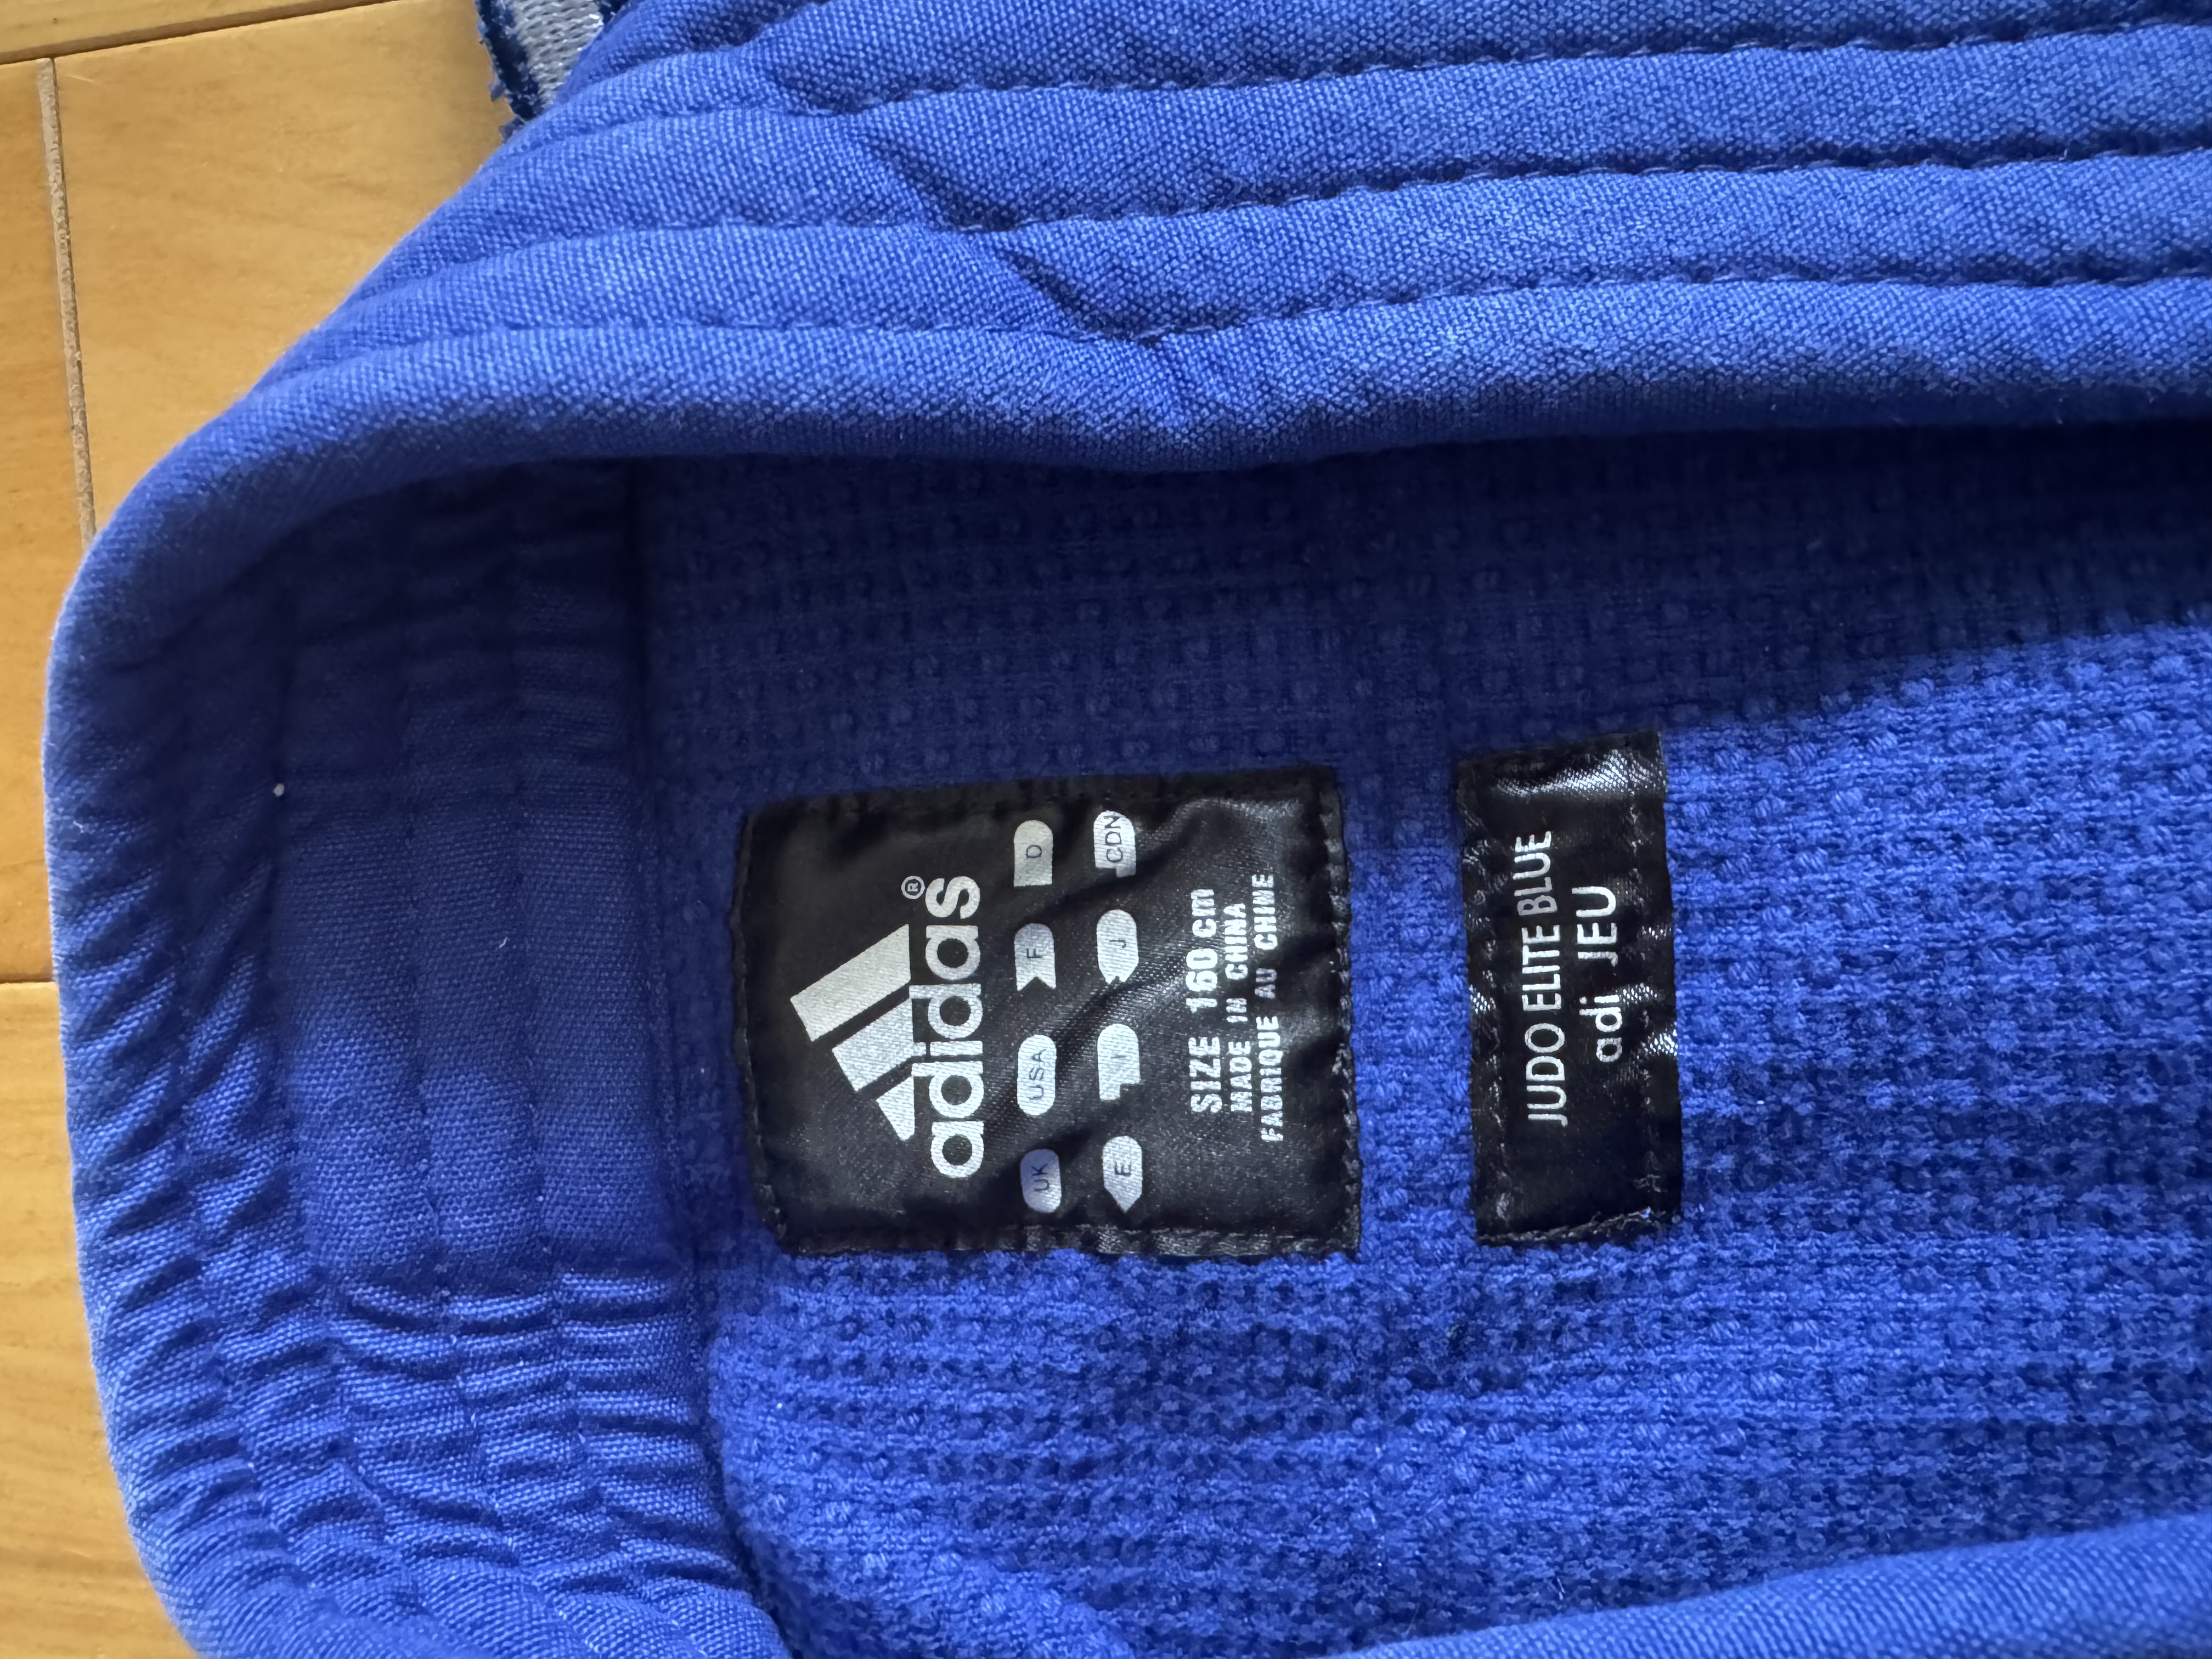 adidas®
UK USA F D
E I J CDN
SIZE 160 cm
MADE IN CHINA
FABRIQUE AU CHINE
JUDO ELITE BLUE
adi JEU